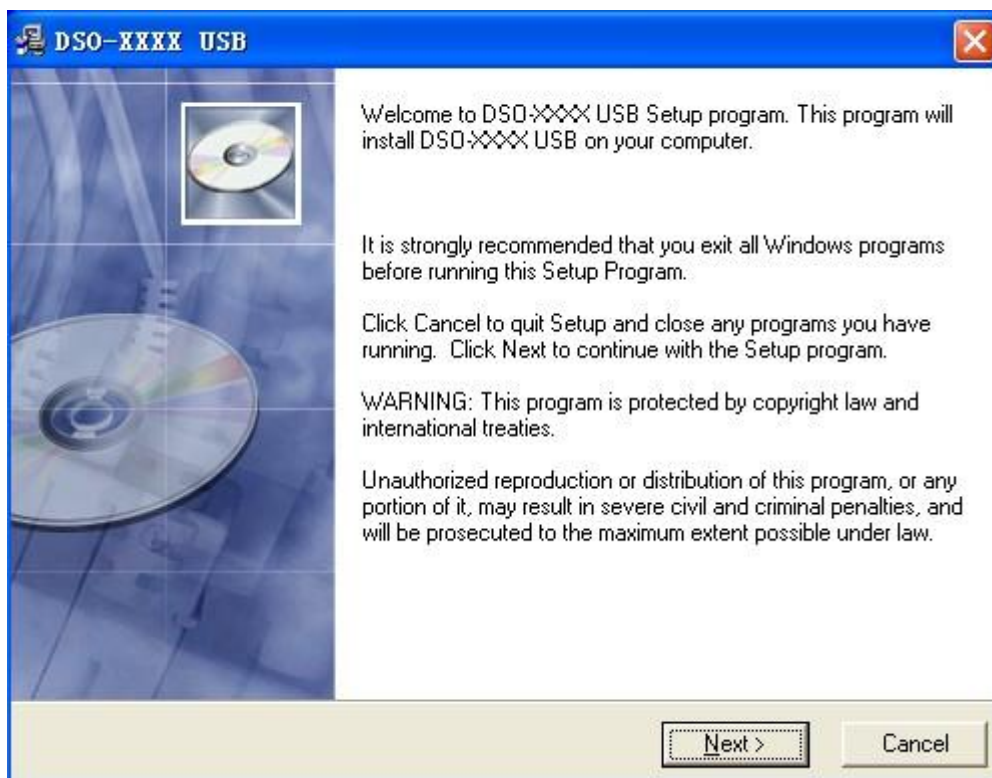 DSO-XXXX USB
Welcome to DSO-XXXX USB Setup program. This program will
install DSO-XXXX USB on your computer.
It is strongly recommended that you exit all Windows programs
before running this Setup Program.
Click Cancel to quit Setup and close any programs you have
running.  Click Next to continue with the Setup program.
WARNING: This program is protected by copyright law and
international treaties.
Unauthorized reproduction or distribution of this program, or any
portion of it, may result in severe civil and criminal penalties, and
will be prosecuted to the maximum extent possible under law.
Next >
Cancel